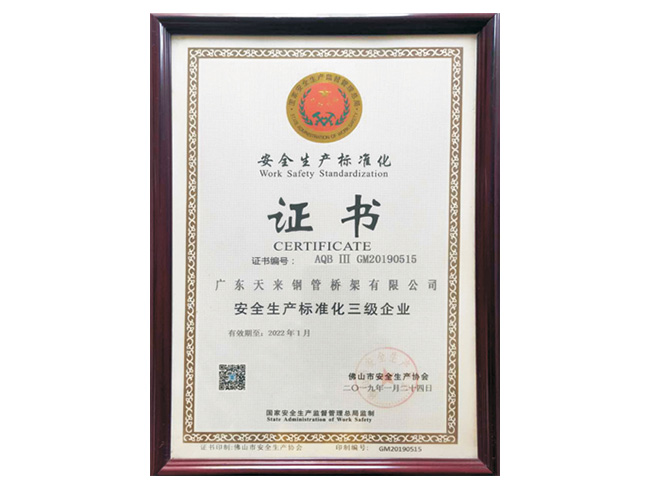 安全生产标准化
Work Safety Standardization
证书
CERTIFICATE
证书编号: AQB III GM20190515
广东天来钢管桥架有限公司
安全生产标准化三级企业
有效期至: 2022年1月
佛山市安全生产协会
二〇一九年一月二十四日
国家安全生产监督管理总局监制
State Administration of Work Safety
证书印制:佛山市安全生产协会 印制编号: GM20190515